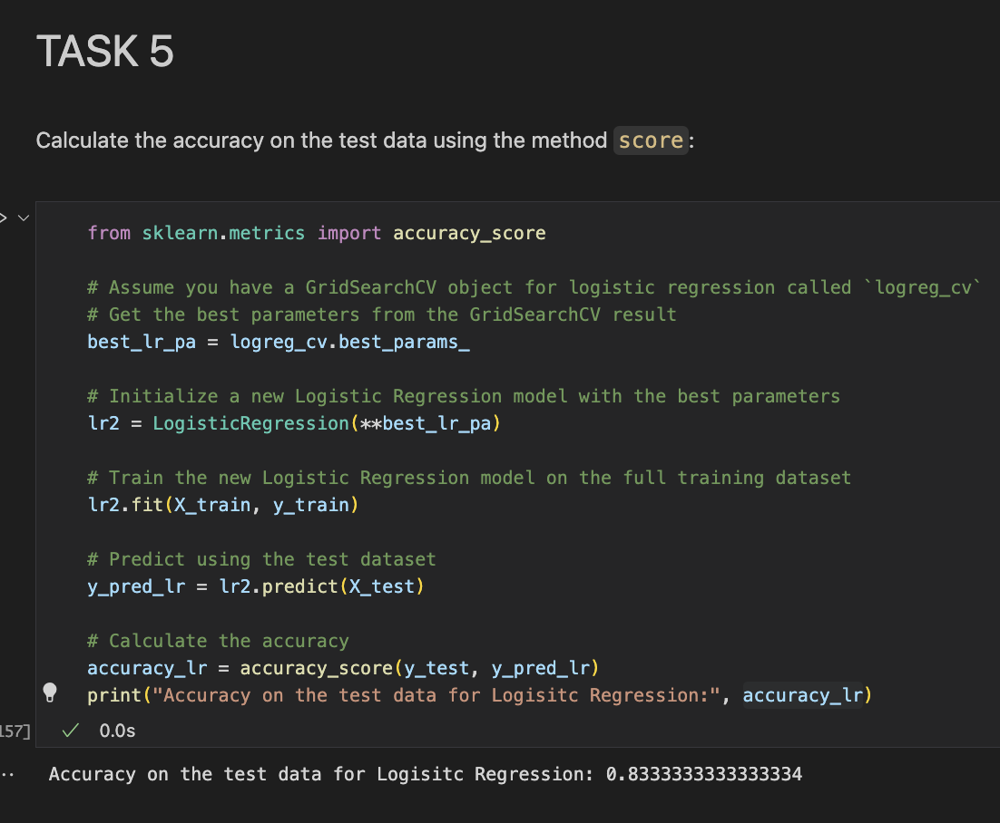 TASK 5
Calculate the accuracy on the test data using the method score:
from sklearn.metrics import accuracy_score
# Assume you have a GridSearchCV object for logistic regression called `logreg_cv`
# Get the best parameters from the GridSearchCV result
best_lr_pa = logreg_cv.best_params_
# Initialize a new Logistic Regression model with the best parameters
lr2 = LogisticRegression(**best_lr_pa)
# Train the new Logistic Regression model on the full training dataset
lr2.fit(X_train, y_train)
# Predict using the test dataset
y_pred_lr = lr2.predict(X_test)
# Calculate the accuracy
accuracy_lr = accuracy_score(y_test, y_pred_lr)
print("Accuracy on the test data for Logisitc Regression:", accuracy_lr)
157]
0.0s
Accuracy on the test data for Logisitc Regression: 0.8333333333333334